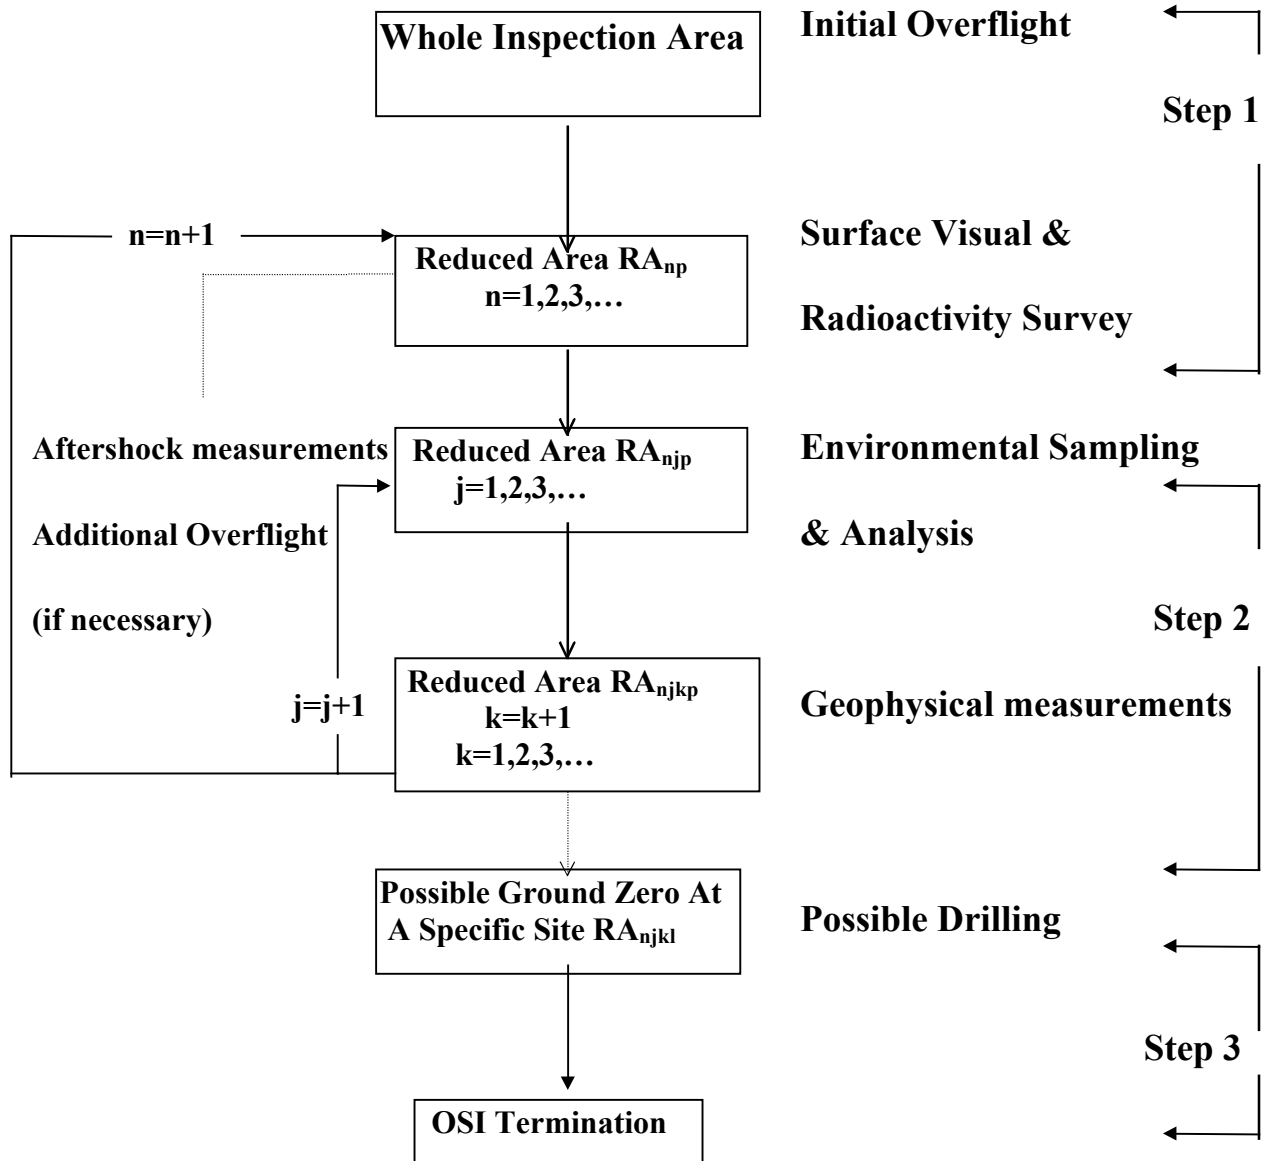 Whole Inspection Area
Initial Overflight
Step 1
n=n+1
Reduced Area RAnp
n=1,2,3,…
Surface Visual &
Radioactivity Survey
Aftershock measurements
Additional Overflight
(if necessary)
Reduced Area RAnjp
j=1,2,3,…
Environmental Sampling
& Analysis
Step 2
j=j+1
Reduced Area RAnjkp
k=k+1
k=1,2,3,…
Geophysical measurements
Possible Ground Zero At
A Specific Site RAnjkl
Possible Drilling
Step 3
OSI Termination